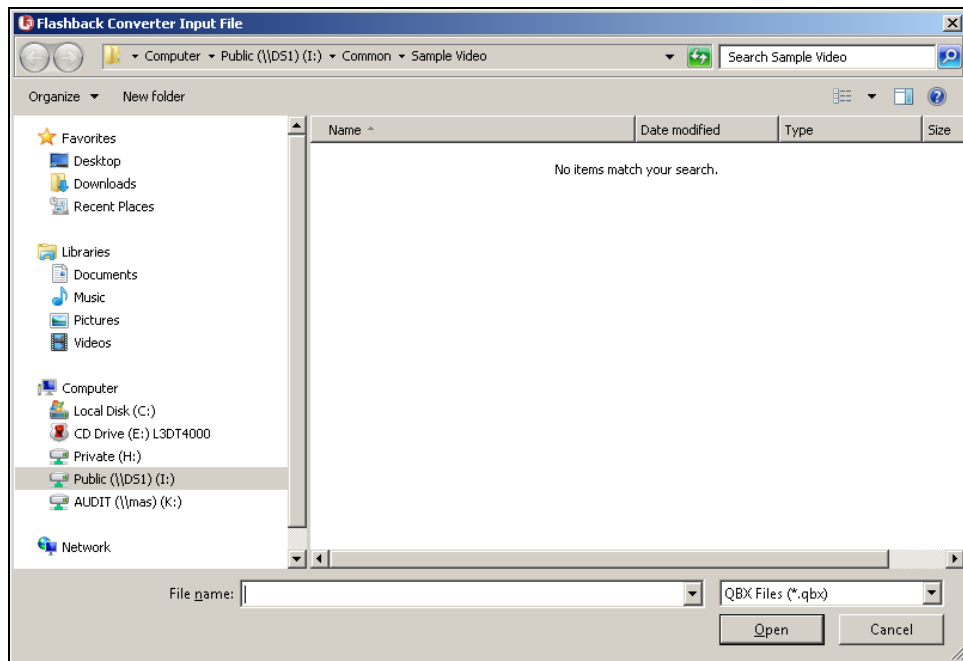 Flashback Converter Input File
Computer Public (\\DS1) (I:) Common Sample Video
Search Sample Video
Organize New folder
Name Date modified Type Size
No items match your search.
Favorites
Desktop
Downloads
Recent Places
Libraries
Documents
Music
Pictures
Videos
Computer
Local Disk (C:)
CD Drive (E:) L3DT4000
Private (H:)
Public (\\DS1) (I:)
AUDIT (\\mas) (K:)
Network
File name:
QBX Files (*.qbx)
Open Cancel